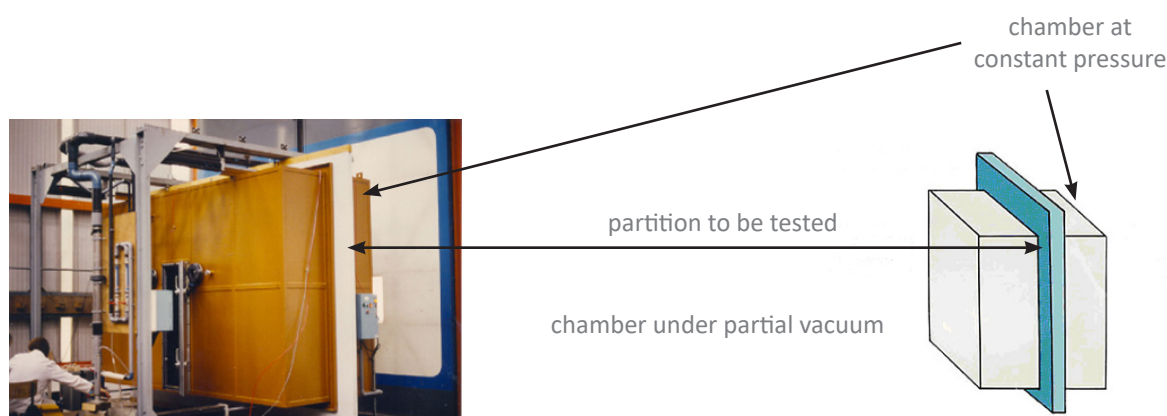 chamber at
constant pressure
partition to be tested
chamber under partial vacuum